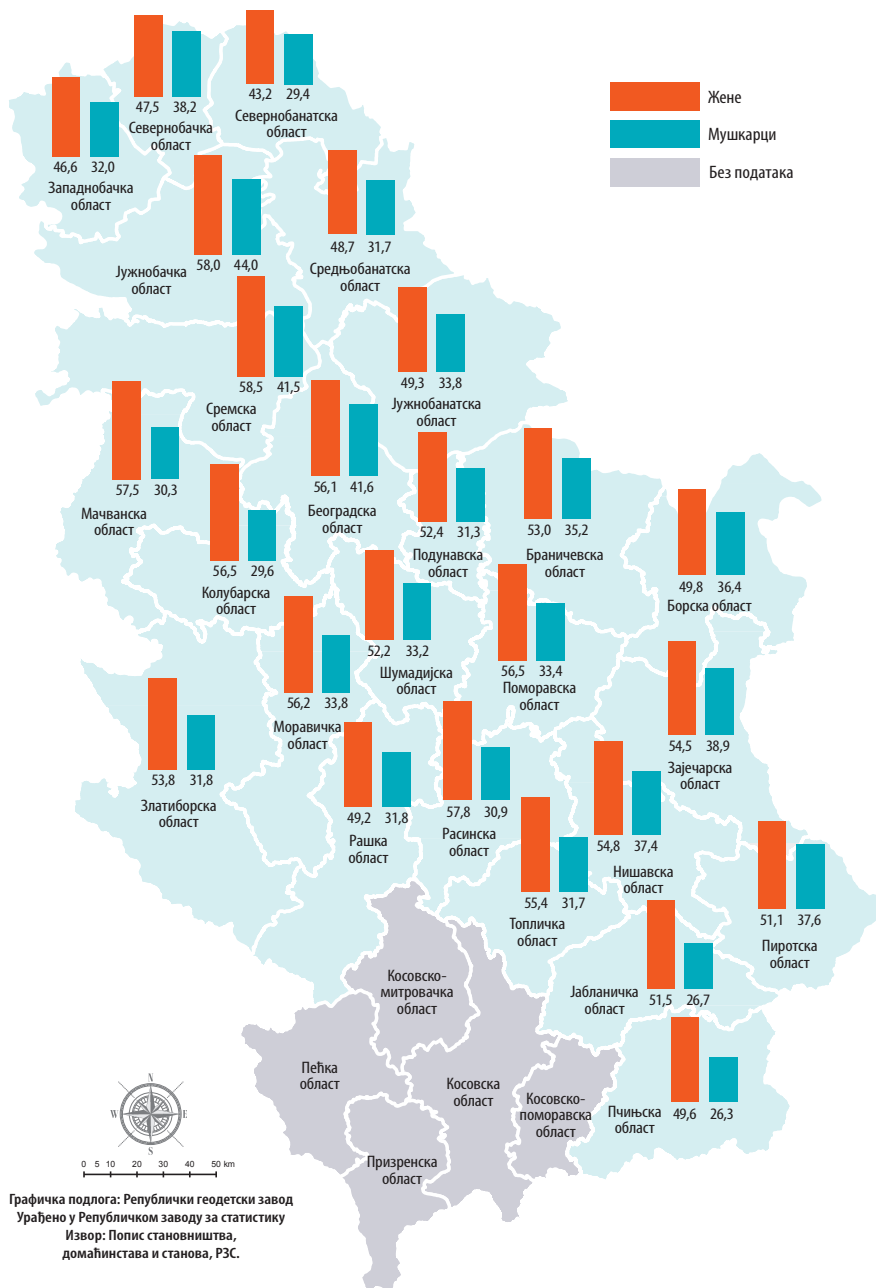 43,2 29,4
Севернобанатска
област
47,5 38,2
Севернобачка
област
46,6 32,0
Западнобачка
област
Жене
Мушкарци
Без података
58,0 44,0
Јужнобачка
област
48,7 31,7
Средњобанатска
област
58,5 41,5
Сремска
област
49,3 33,8
Јужнобанатска
област
57,5 30,3
Мачванска
област
56,1 41,6
Београдска
област
52,4 31,3
Подунавска
област
53,0 35,2
Браничевска
област
56,5 29,6
Колубарска
област
49,8 36,4
Борска област
52,2 33,2
Шумадијска
област
56,5 33,4
Поморавска
област
56,2 33,8
Моравичка
област
54,5 38,9
Зајечарска
област
53,8 31,8
Златиборска
област
49,2 31,8
Рашка
област
57,8 30,9
Расинска
област
54,8 37,4
Нишавска
област
55,4 31,7
Топличка
област
51,1 37,6
Пиротска
област
51,5 26,7
Јабланичка
област
49,6 26,3
Пчињска
област
Косовско-
митровачка
област
Пећка
област
Косовска
област
Косовско-
поморавска
област
Призренска
област
N
W E
S
0 5 10 20 30 40 50 km
Графичка подлога: Републички геодетски завод
Урађено у Републичком заводу за статистику
Извор: Попис становништва,
домаћинстава и станова, РЗС.